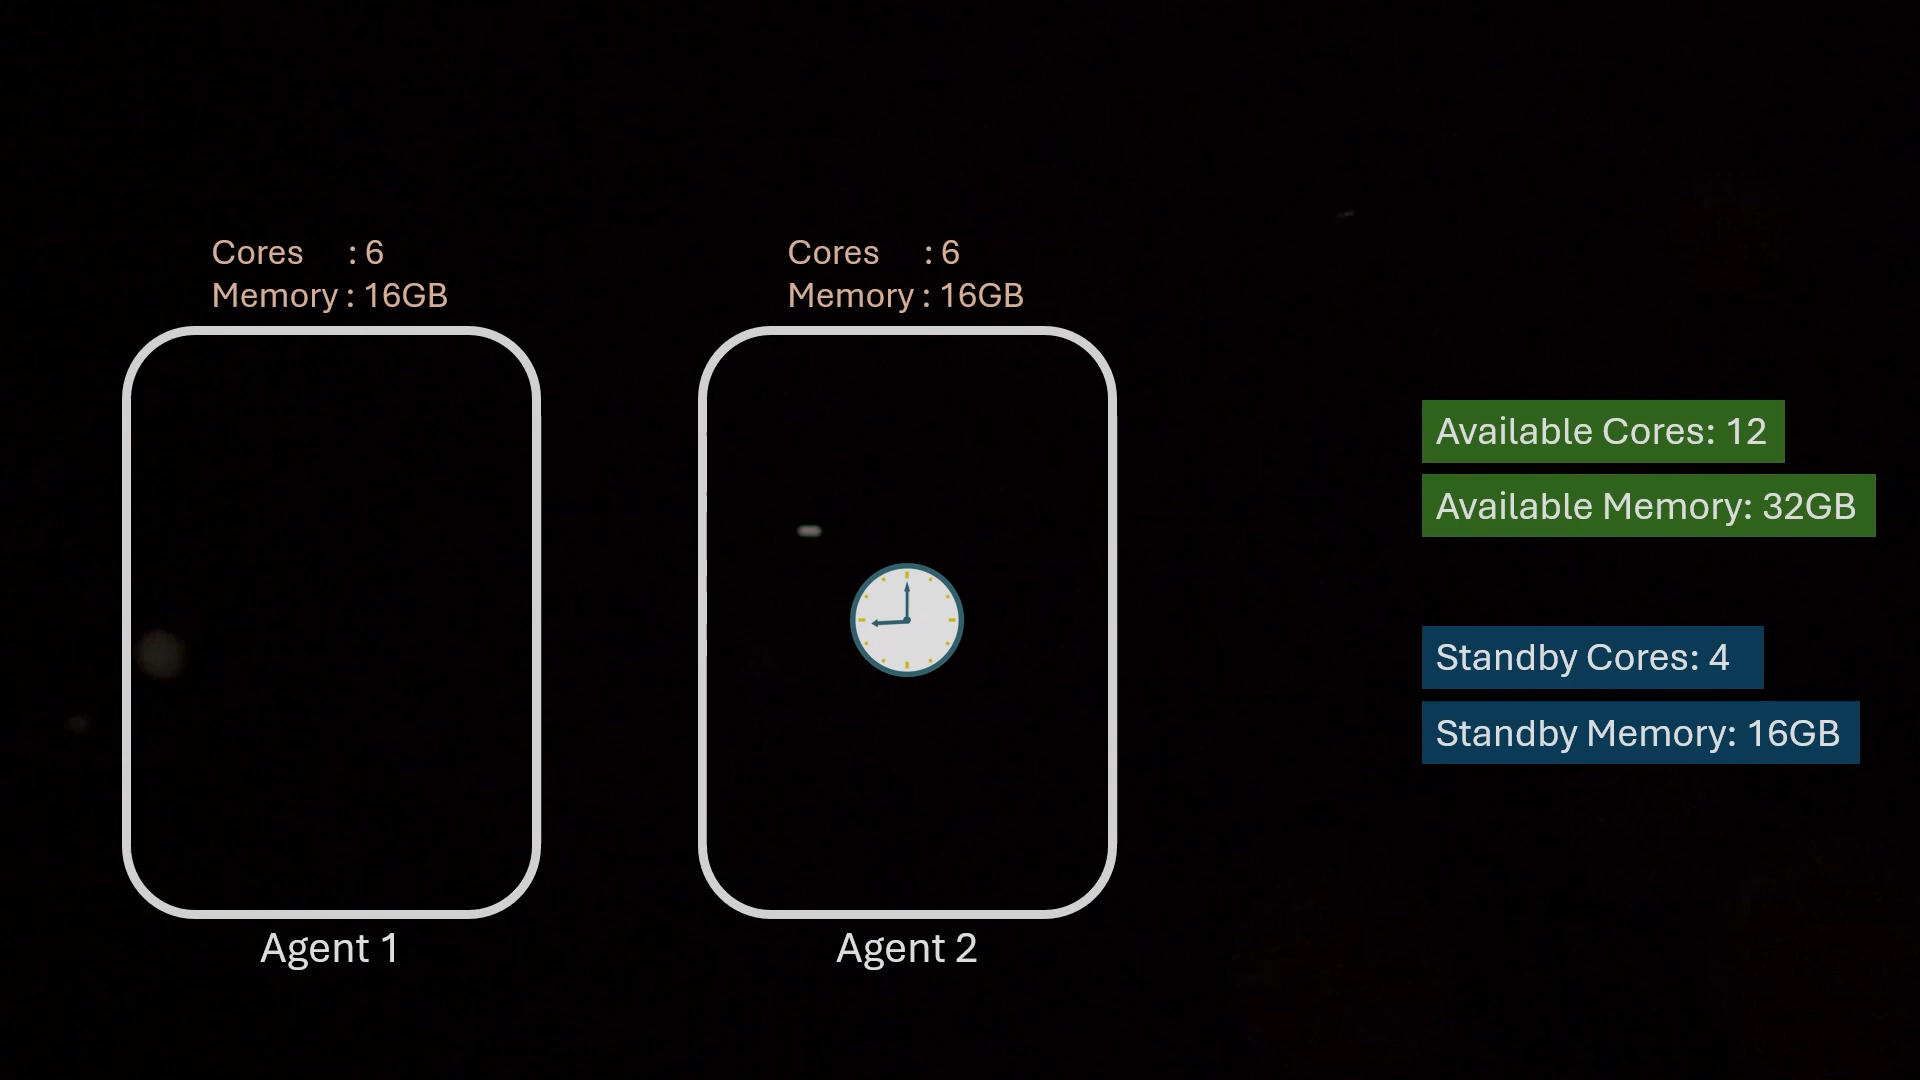 Cores : 6
Memory : 16GB
Cores : 6
Memory : 16GB
Available Cores: 12
Available Memory: 32GB
Standby Cores: 4
Standby Memory: 16GB
Agent 1
Agent 2